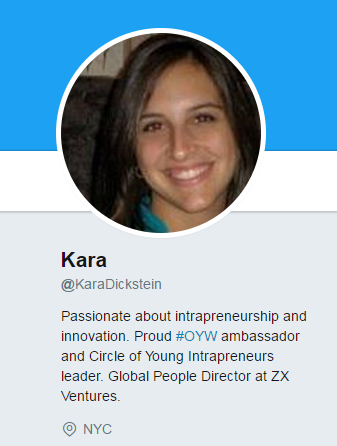 Kara
@KaraDickstein
Passionate about intrapreneurship and
innovation. Proud #OYW ambassador
and Circle of Young Intrapreneurs
leader. Global People Director at ZX
Ventures.
NYC